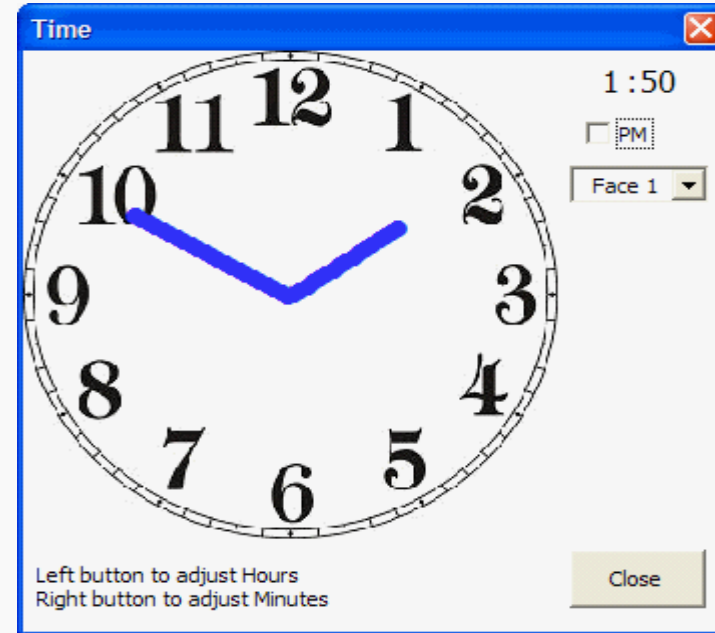 Time
1:50
PM
Face 1
12
11
1
10
2
9
3
8
4
7
5
6
Left button to adjust Hours
Right button to adjust Minutes
Close